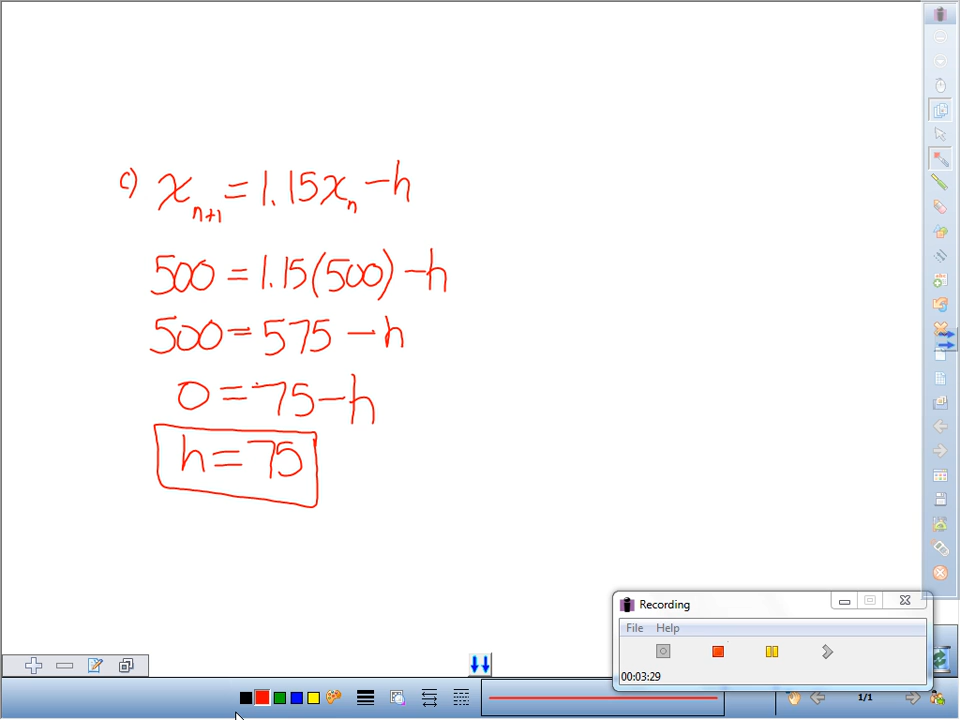 c) x_{n+1} = 1.15x_n - h
500 = 1.15(500) - h
500 = 575 - h
0 = 75 - h
h = 75
Recording
File Help
00:03:29
1/1